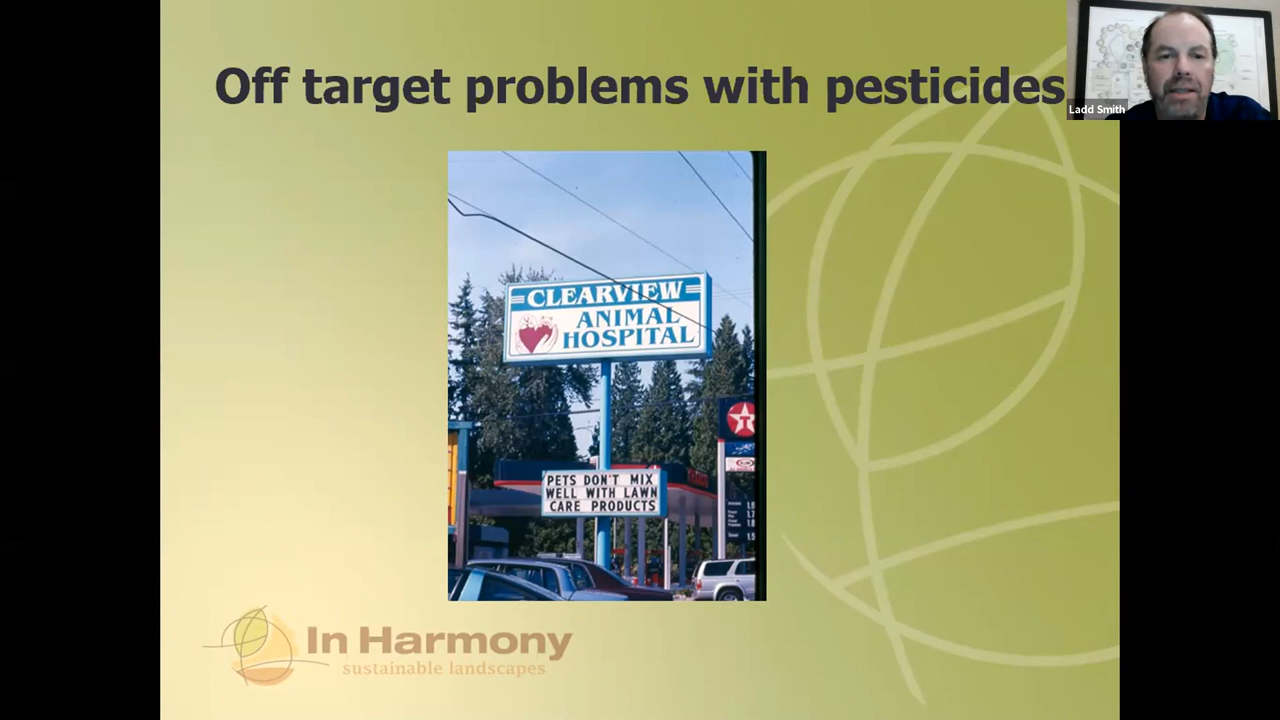 Off target problems with pesticides
Ladd Smith
CLEARVIEW
ANIMAL
HOSPITAL
PETS DON'T MIX
WELL WITH LAWN
CARE PRODUCTS
In Harmony
sustainable landscapes